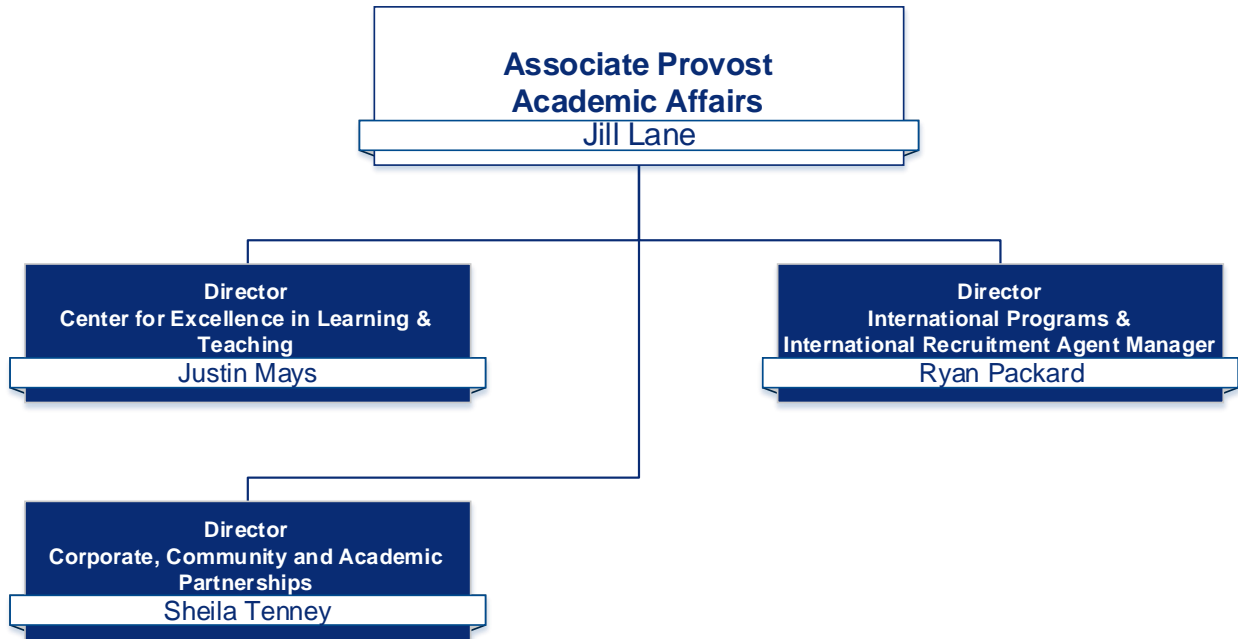 Associate Provost
Academic Affairs
Jill Lane
Director
Center for Excellence in Learning &
Teaching
Justin Mays
Director
International Programs &
International Recruitment Agent Manager
Ryan Packard
Director
Corporate, Community and Academic
Partnerships
Sheila Tenney